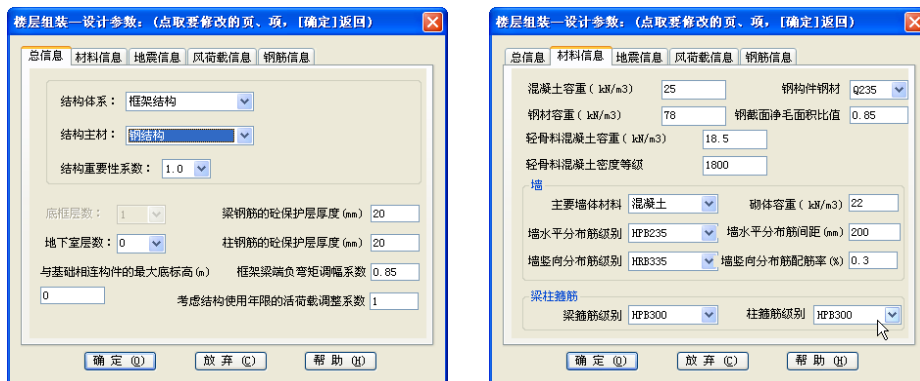 楼层组装—设计参数: (点取要修改的页、项, [确定]返回)
总信息 材料信息 地震信息 风荷载信息 钢筋信息
结构体系: 框架结构
结构主材: 钢结构
结构重要性系数: 1.0
底框层数: 1
梁钢筋的砼保护层厚度(mm) 20
地下室层数: 0
柱钢筋的砼保护层厚度(mm) 20
与基础相连构件的最大底标高(m)
框架梁端负弯矩调幅系数 0.85
0
考虑结构使用年限的活荷载调整系数 1
确 定 (O) 放 弃 (C) 帮 助 (H)
楼层组装—设计参数: (点取要修改的页、项, [确定]返回)
总信息 材料信息 地震信息 风荷载信息 钢筋信息
混凝土容重( kN/m3) 25 钢构件钢材 Q235
钢材容重( kN/m3) 78 钢截面净毛面积比值 0.85
轻骨料混凝土容重( kN/m3) 18.5
轻骨料混凝土密度等级 1800
墙
主要墙体材料 混凝土 砌体容重( kN/m3) 22
墙水平分布筋级别 HPB235 墙水平分布筋间距(mm) 200
墙竖向分布筋级别 HRB335 墙竖向分布筋配筋率(%) 0.3
梁柱箍筋
梁箍筋级别 HPB300 柱箍筋级别 HPB300
确 定 (O) 放 弃 (C) 帮 助 (H)